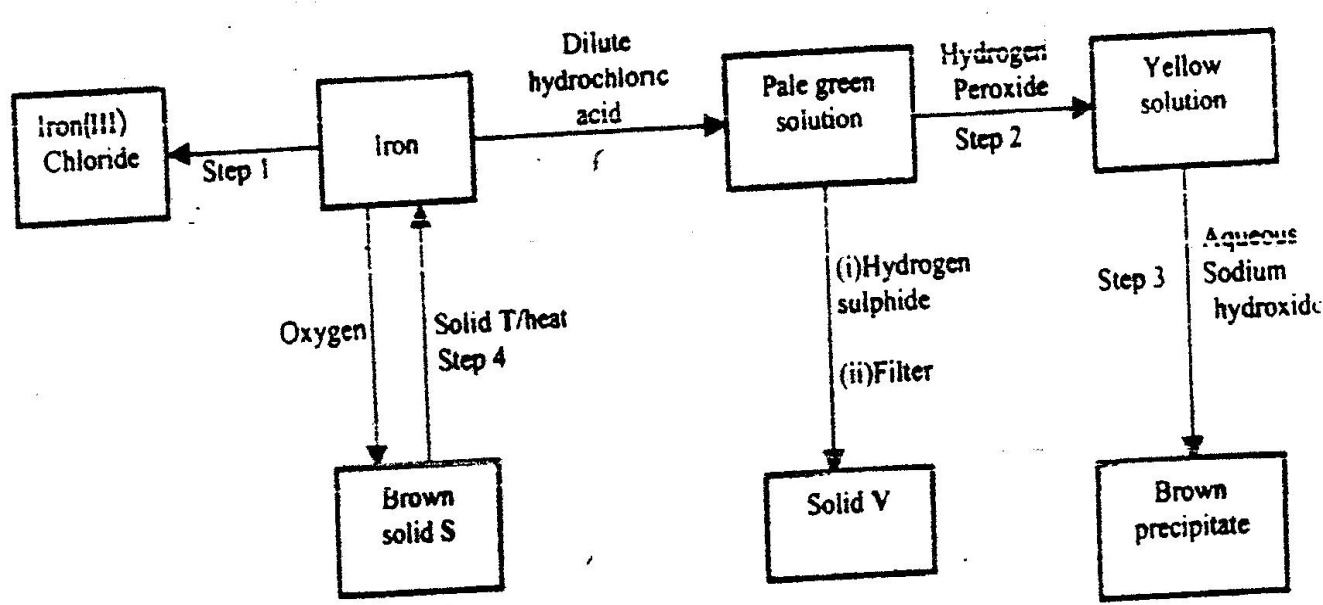 Iron(III)
Chloride
Step 1
Iron
Dilute
hydrochloric
acid
Pale green
solution
Hydrogen
Peroxide
Step 2
Yellow
solution
Oxygen
Solid T/heat
Step 4
(i)Hydrogen
sulphide
(ii)Filter
Step 3
Aqueous
Sodium
hydroxide
Brown
solid S
Solid V
Brown
precipitate